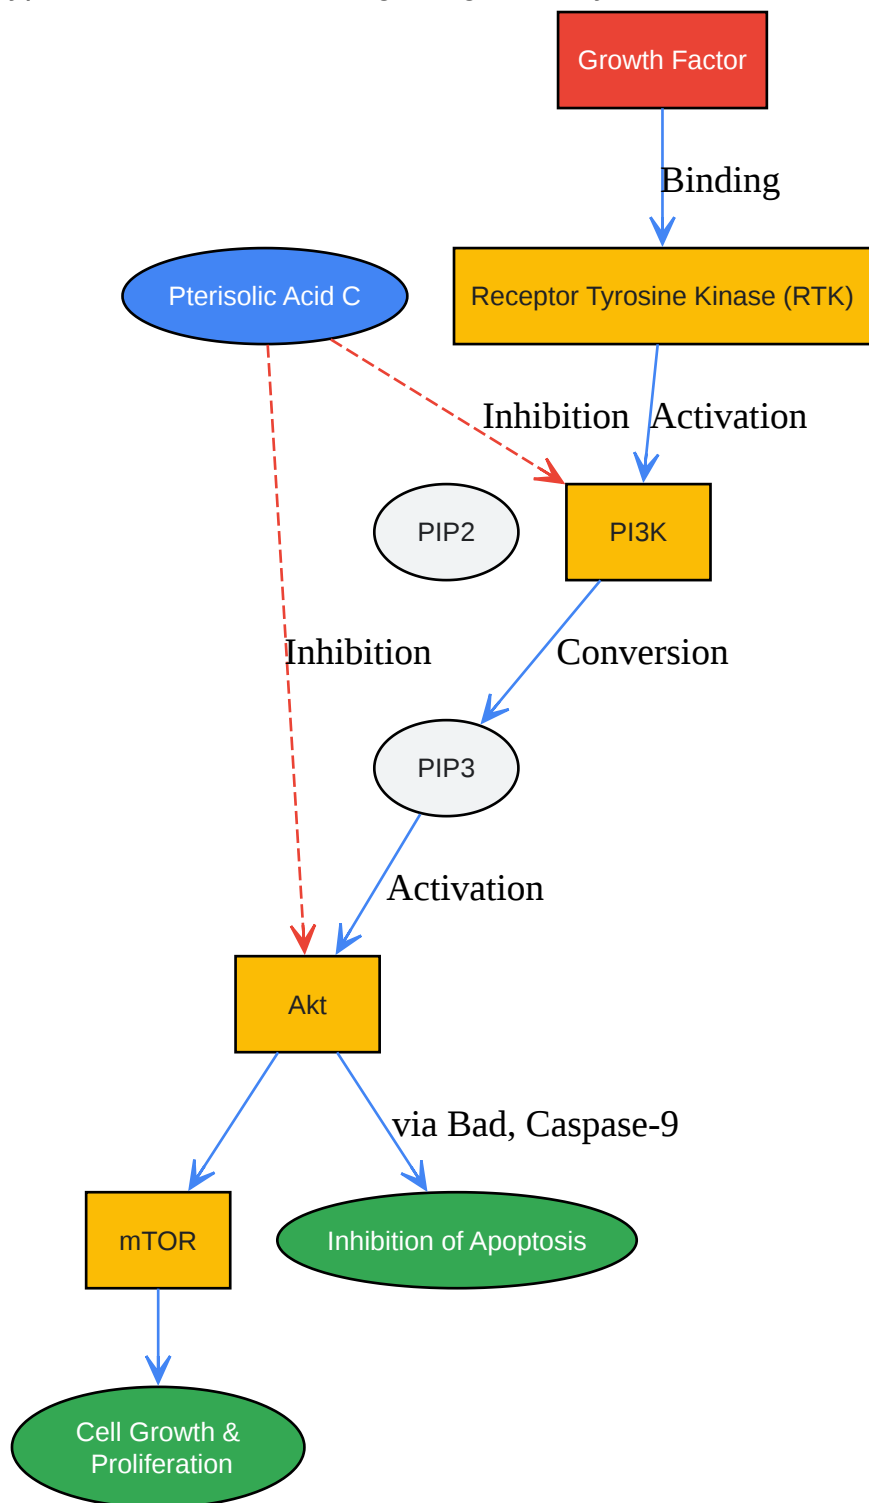 Growth Factor
Binding
Pterisolic Acid C
Receptor Tyrosine Kinase (RTK)
Inhibition
Activation
PIP2
PI3K
Inhibition
Conversion
PIP3
Activation
Akt
via Bad, Caspase-9
mTOR
Inhibition of Apoptosis
Cell Growth &
Proliferation